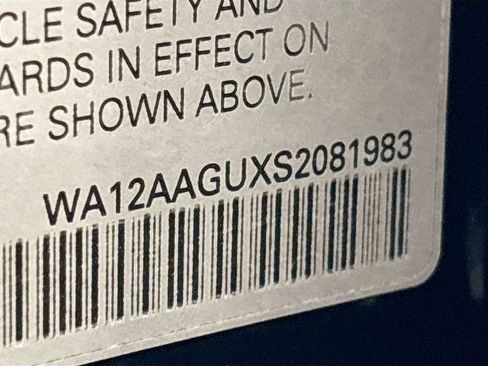 CLE SAFETY AND
ARDS IN EFFECT ON
RE SHOWN ABOVE.
WA12AAGUXS2081983